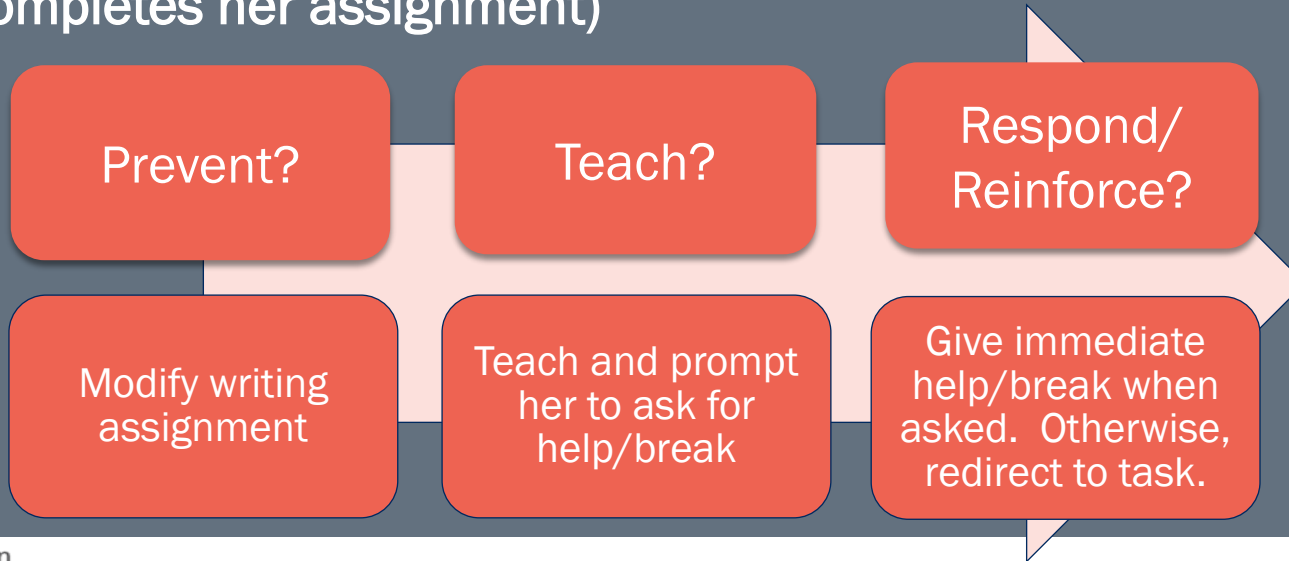 ompletes her assignment)
Prevent?
Teach?
Respond/
Reinforce?
Modify writing
assignment
Teach and prompt
her to ask for
help/break
Give immediate
help/break when
asked.  Otherwise,
redirect to task.